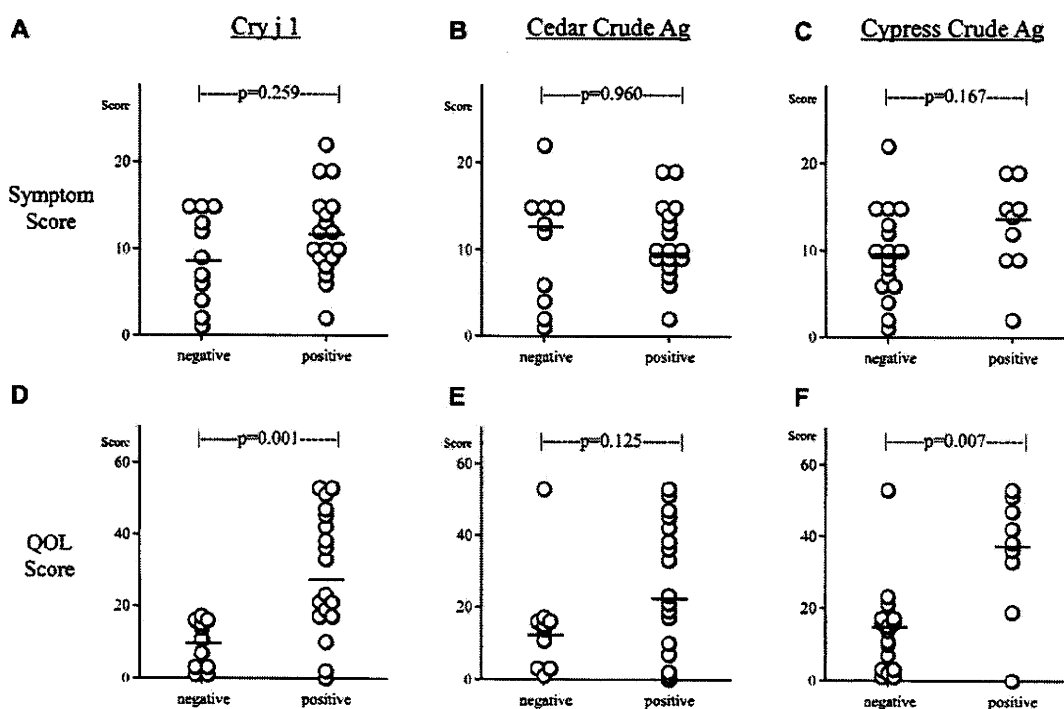 A Cry j 1 B Cedar Crude Ag C Cypress Crude Ag
Score p=0.259 Score p=0.960 Score p=0.167
20 20 20
Symptom
Score
10 10 10
0 0 0
negative positive negative positive negative positive
D E F
Score p=0.001 Score p=0.125 Score p=0.007
60 60 60
40 40 40
QOL
Score
20 20 20
0 0 0
negative positive negative positive negative positive